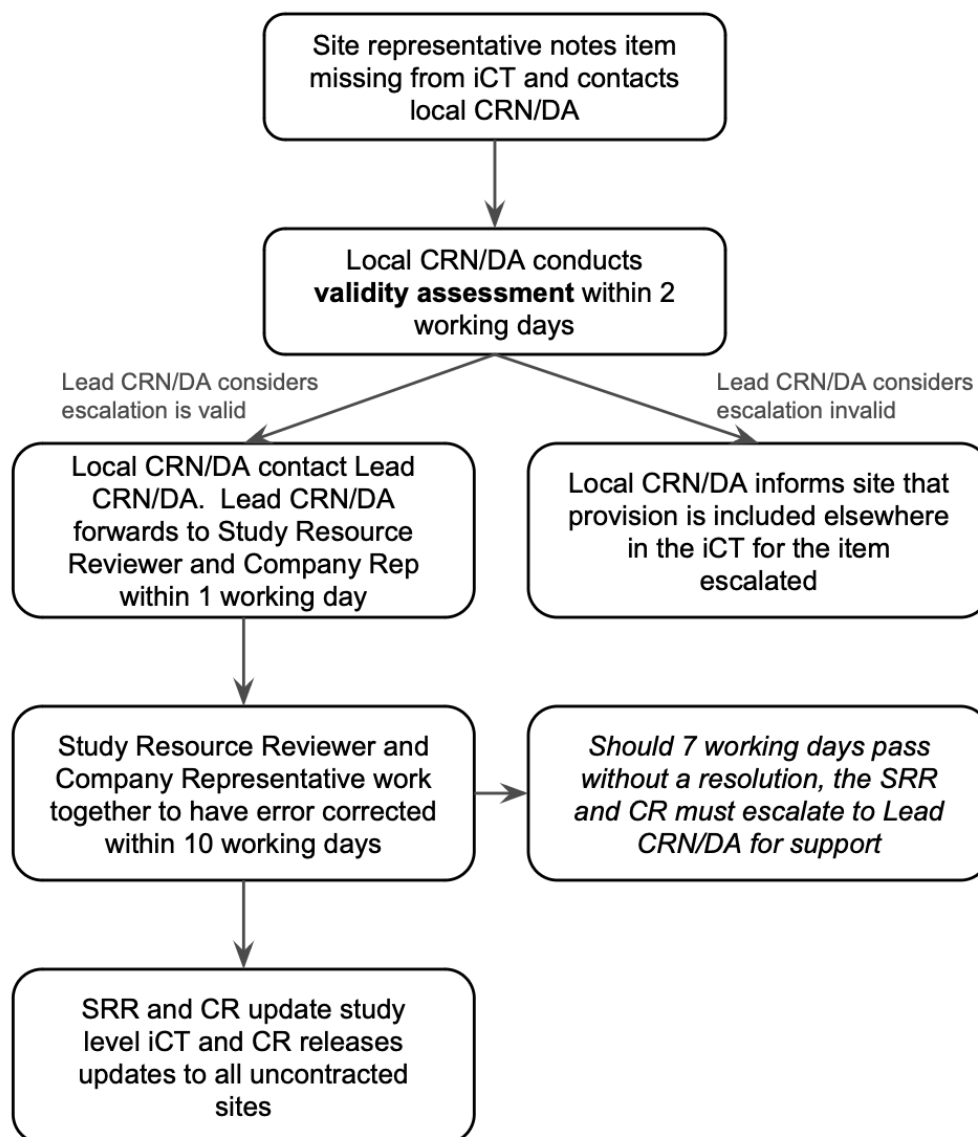 Site representative notes item
missing from iCT and contacts
local CRN/DA
Local CRN/DA conducts
validity assessment within 2
working days
Lead CRN/DA considers
escalation is valid
Lead CRN/DA considers
escalation invalid
Local CRN/DA contact Lead
CRN/DA.  Lead CRN/DA
forwards to Study Resource
Reviewer and Company Rep
within 1 working day
Local CRN/DA informs site that
provision is included elsewhere
in the iCT for the item
escalated
Study Resource Reviewer and
Company Representative work
together to have error corrected
within 10 working days
Should 7 working days pass
without a resolution, the SRR
and CR must escalate to Lead
CRN/DA for support
SRR and CR update study
level iCT and CR releases
updates to all uncontracted
sites